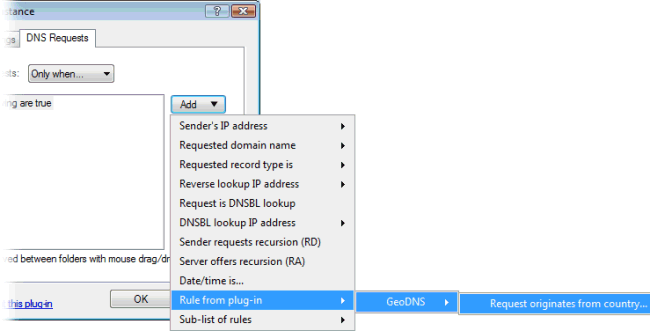 stance
gs DNS Requests
sts: Only when...
ng are true
Add
Sender's IP address
Requested domain name
Requested record type is
Reverse lookup IP address
Request is DNSBL lookup
DNSBL lookup IP address
Sender requests recursion (RD)
Server offers recursion (RA)
Date/time is...
Rule from plug-in
GeoDNS
Request originates from country...
Sub-list of rules
ved between folders with mouse drag/dr
this plug-in
OK